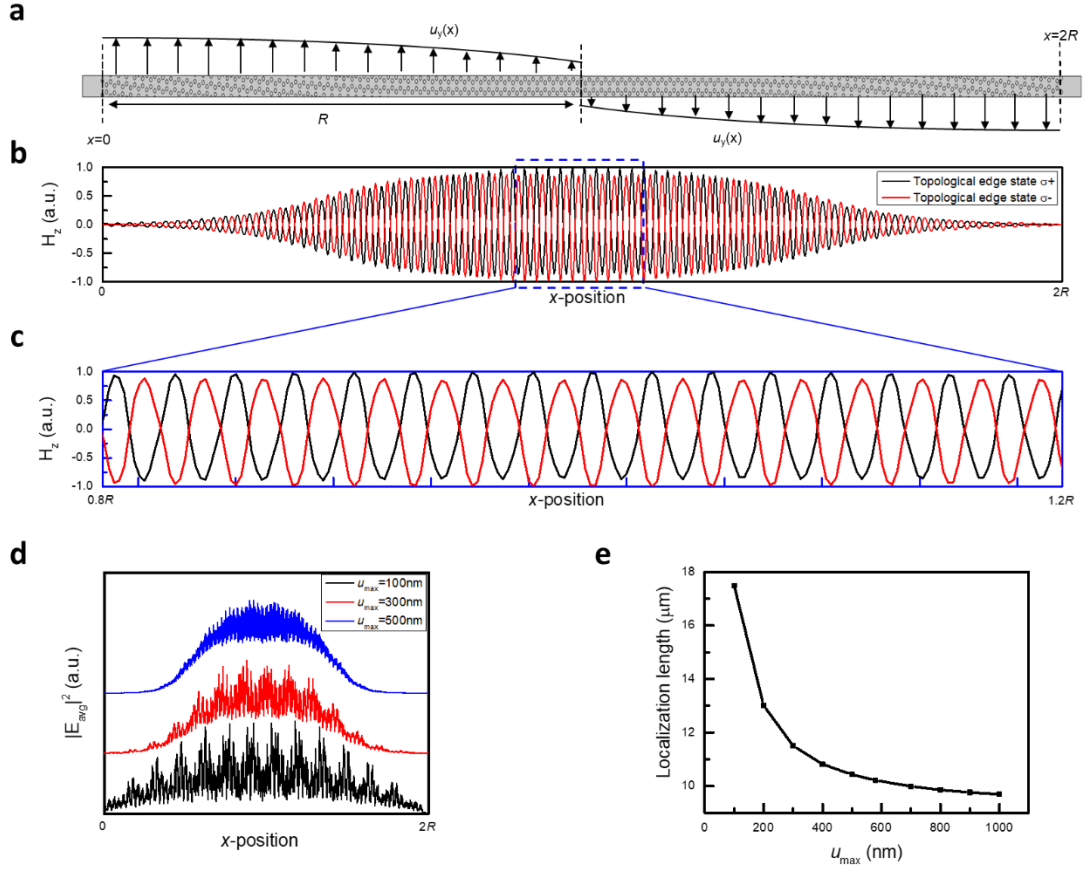 a
u_y(x)
x=2R
R
x=0
u_y(x)
b
H_z (a.u.)
1.0
0.5
0.0
-0.5
-1.0
Topological edge state σ+
Topological edge state σ-
0
x-position
2R
c
H_z (a.u.)
1.0
0.5
0.0
-0.5
-1.0
0.8R
x-position
1.2R
d
|E_avg|² (a.u.)
u_max=100nm
u_max=300nm
u_max=500nm
0
2R
x-position
e
Localization length (μm)
18
16
14
12
10
0 200 400 600 800 1000
u_max (nm)